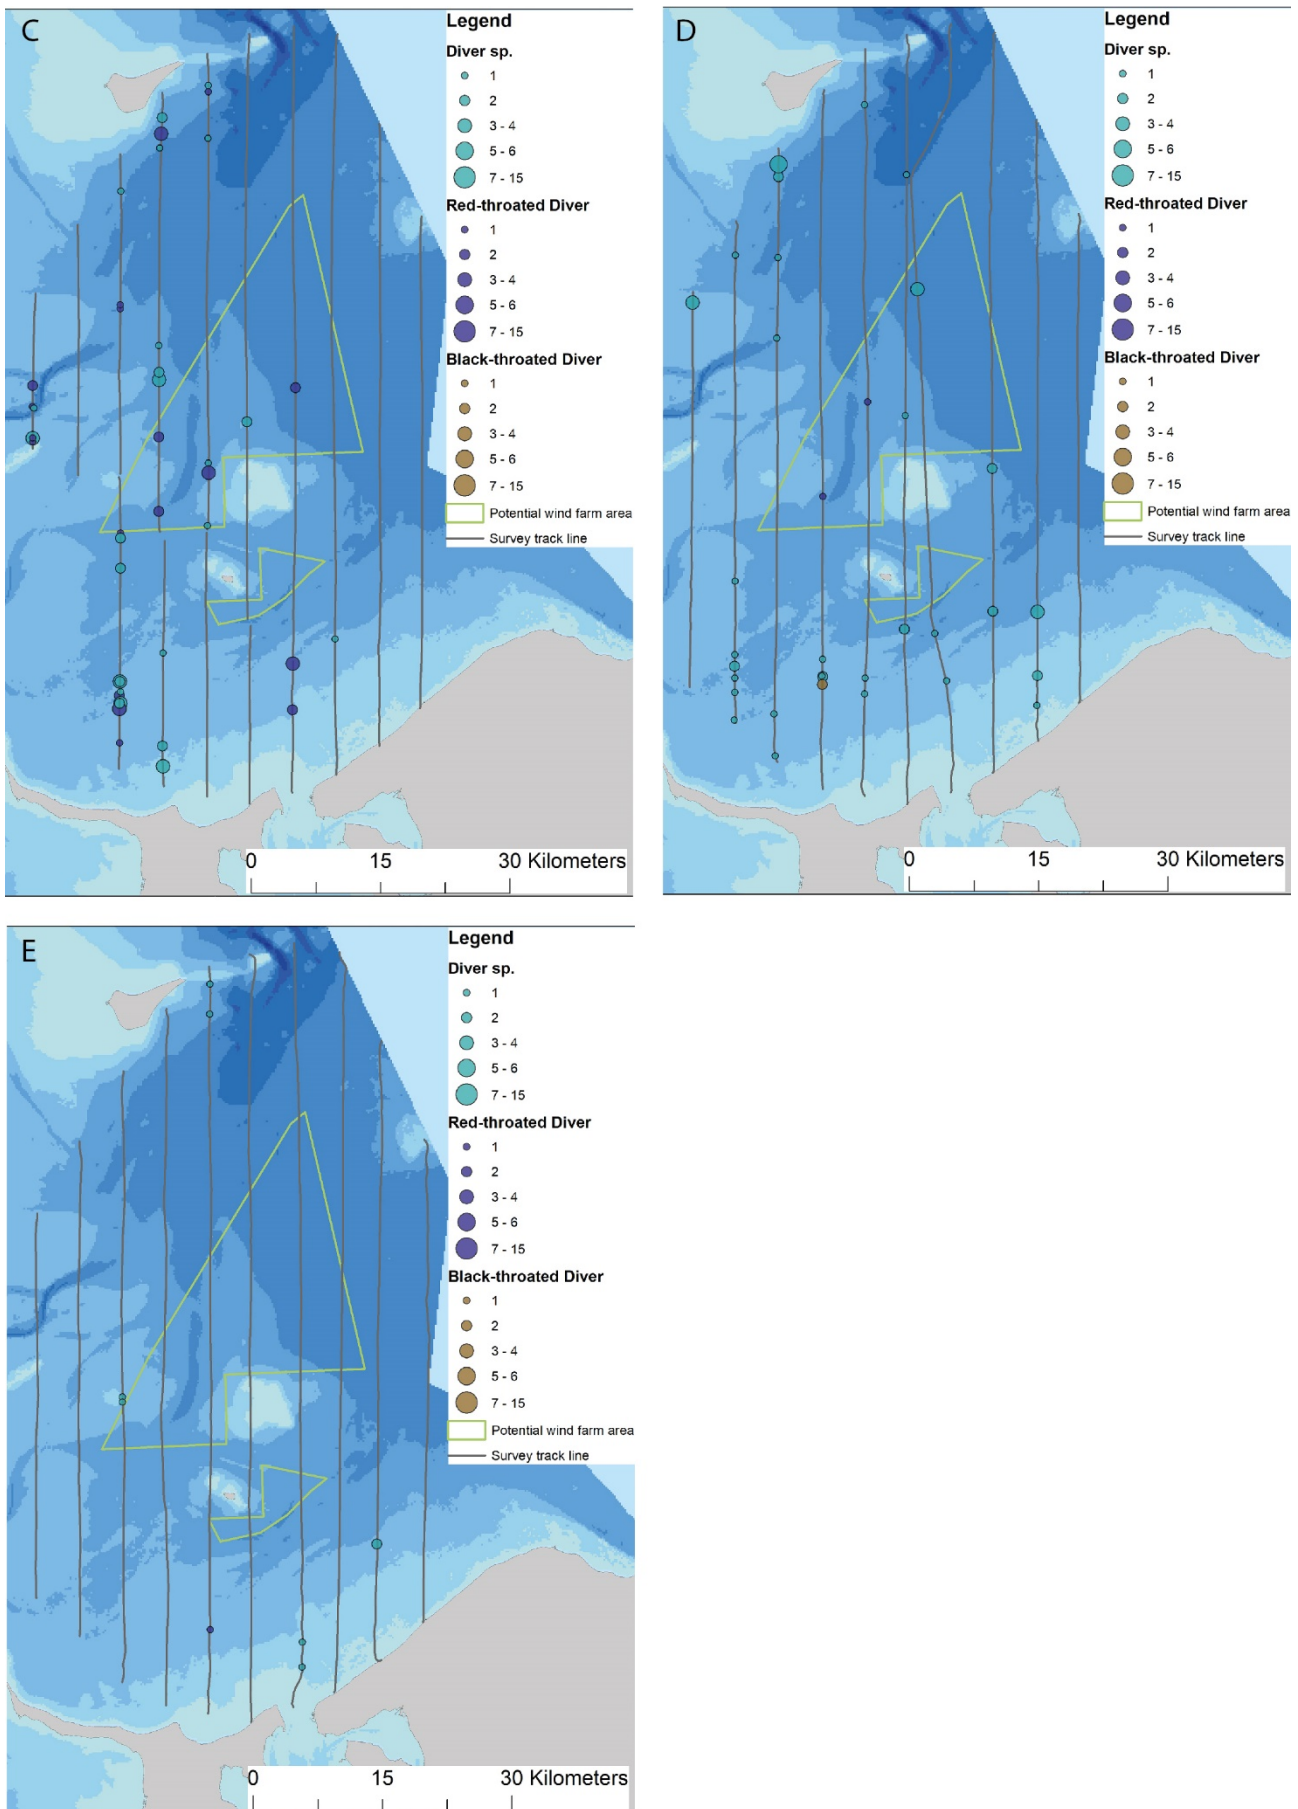 C
Legend
Diver sp.
1
2
3 - 4
5 - 6
7 - 15
Red-throated Diver
1
2
3 - 4
5 - 6
7 - 15
Black-throated Diver
1
2
3 - 4
5 - 6
7 - 15
Potential wind farm area
Survey track line
0 15 30 Kilometers
D
Legend
Diver sp.
1
2
3 - 4
5 - 6
7 - 15
Red-throated Diver
1
2
3 - 4
5 - 6
7 - 15
Black-throated Diver
1
2
3 - 4
5 - 6
7 - 15
Potential wind farm area
Survey track line
0 15 30 Kilometers
E
Legend
Diver sp.
1
2
3 - 4
5 - 6
7 - 15
Red-throated Diver
1
2
3 - 4
5 - 6
7 - 15
Black-throated Diver
1
2
3 - 4
5 - 6
7 - 15
Potential wind farm area
Survey track line
0 15 30 Kilometers